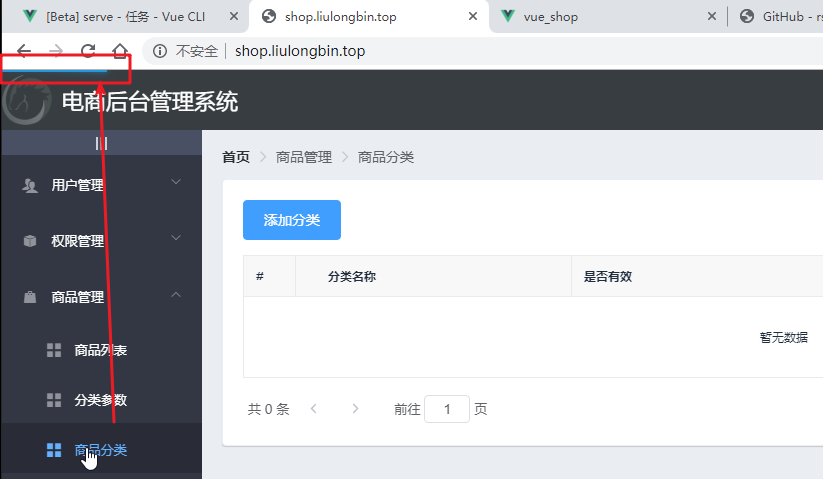 [Beta] serve - 任务 - Vue CLI
shop.liulongbin.top
vue_shop
GitHub - rs
不安全 | shop.liulongbin.top
电商后台管理系统
|||
首页 > 商品管理 > 商品分类
用户管理
权限管理
商品管理
商品列表
分类参数
商品分类
添加分类
# 分类名称 是否有效
暂无数据
共 0 条 < > 前往 1 页